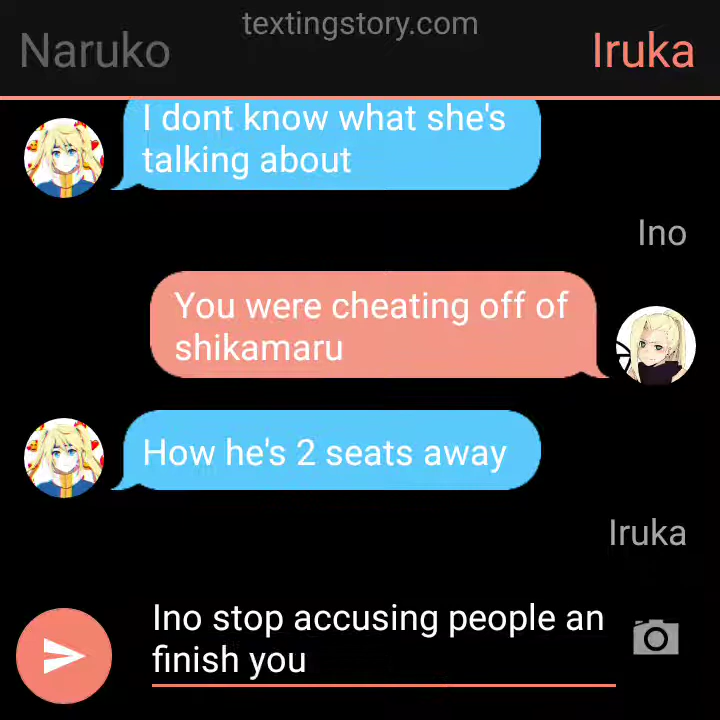 textingstory.com
Naruko
Iruka
I dont know what she's
talking about
Ino
You were cheating off of
shikamaru
How he's 2 seats away
Iruka
Ino stop accusing people an
finish you